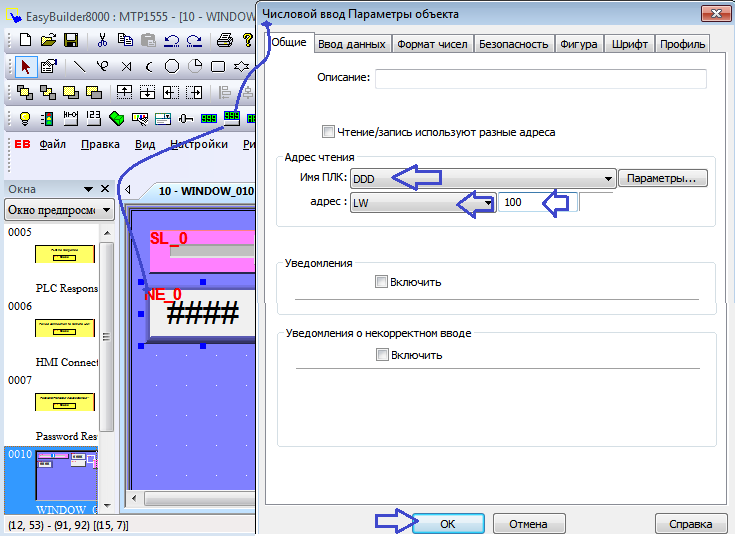 EasyBuilder8000 : MTP1555 - [10 - WINDOW_
Числовой ввод Параметры объекта
Общие
Ввод данных
Формат чисел
Безопасность
Фигура
Шрифт
Профиль
Описание:
Чтение/запись используют разные адреса
Адрес чтения
Имя ПЛК:
DDD
Параметры...
адрес :
LW
100
Уведомления
Включить
Уведомления о некорректном вводе
Включить
OK
Отмена
Справка
EB Файл Правка Вид Настройки Ри
Окна
Окно предпросмо
10 - WINDOW_010
0005
PLC Respons
0006
HMI Connect
0007
Password Res
0010
WINDOW_0
SL_0
NE_0
####
(12, 53) - (91, 92) [(15, 7)]